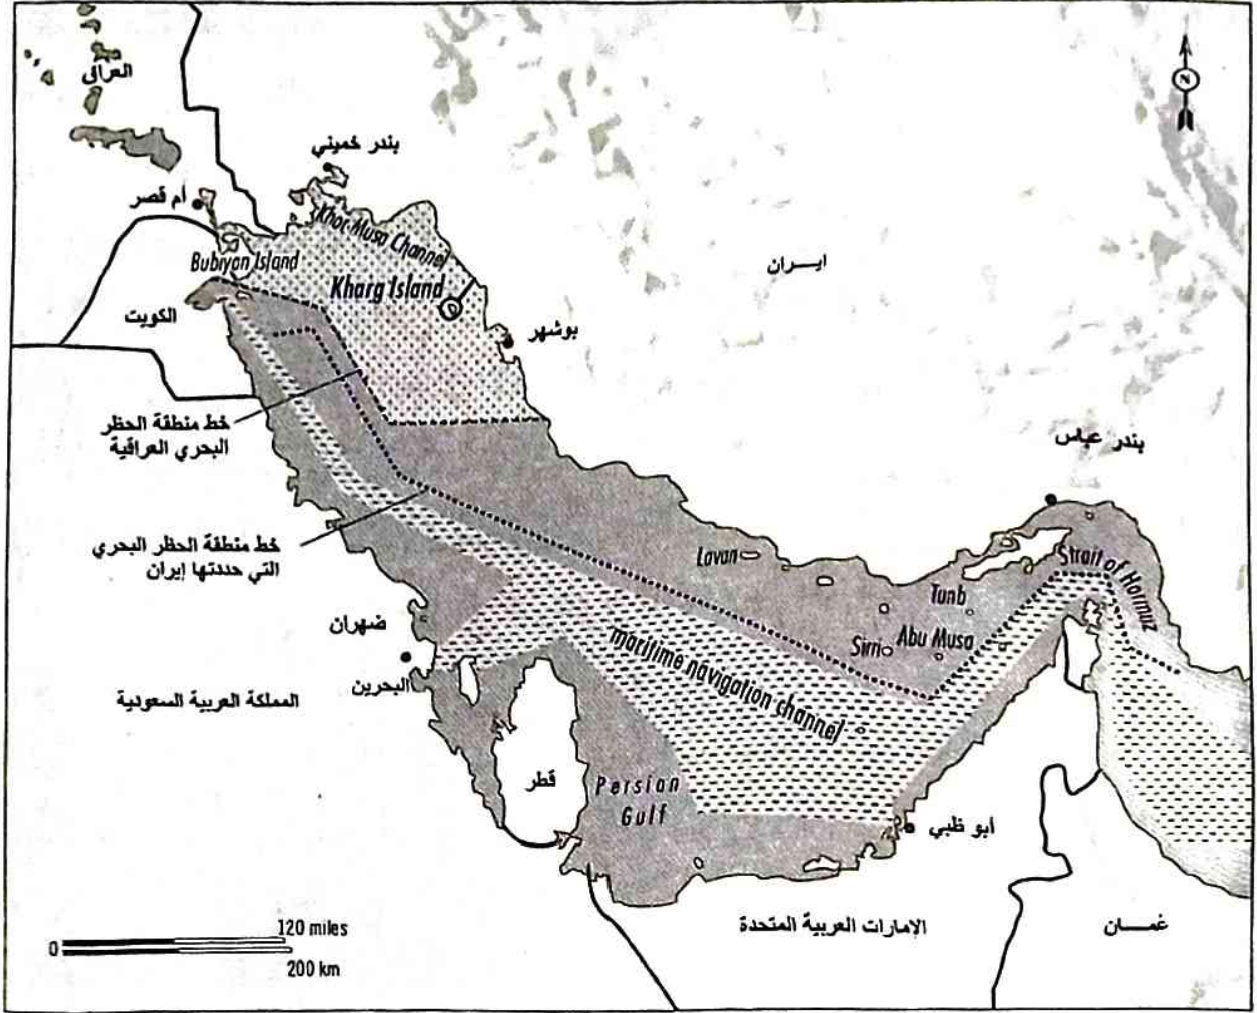 العراق
N
بندر خميني
أم قصر
Khor Musa Channel
Bubiyan Island
Kharg Island
ايـــران
الكويت
بوشهر
خط منطقة الحظر
البحري العراقية
بندر عباس
خط منطقة الحظر البحري
التي حددتها إيران
Lavan
Strait of Hormuz
Tunb
ضهران
Sirri
Abu Musa
maritime navigation channel
البحرين
المملكة العربية السعودية
قطر
Persian
Gulf
أبو ظبي
الإمارات العربية المتحدة
عُمـــان
120 miles
0
200 km